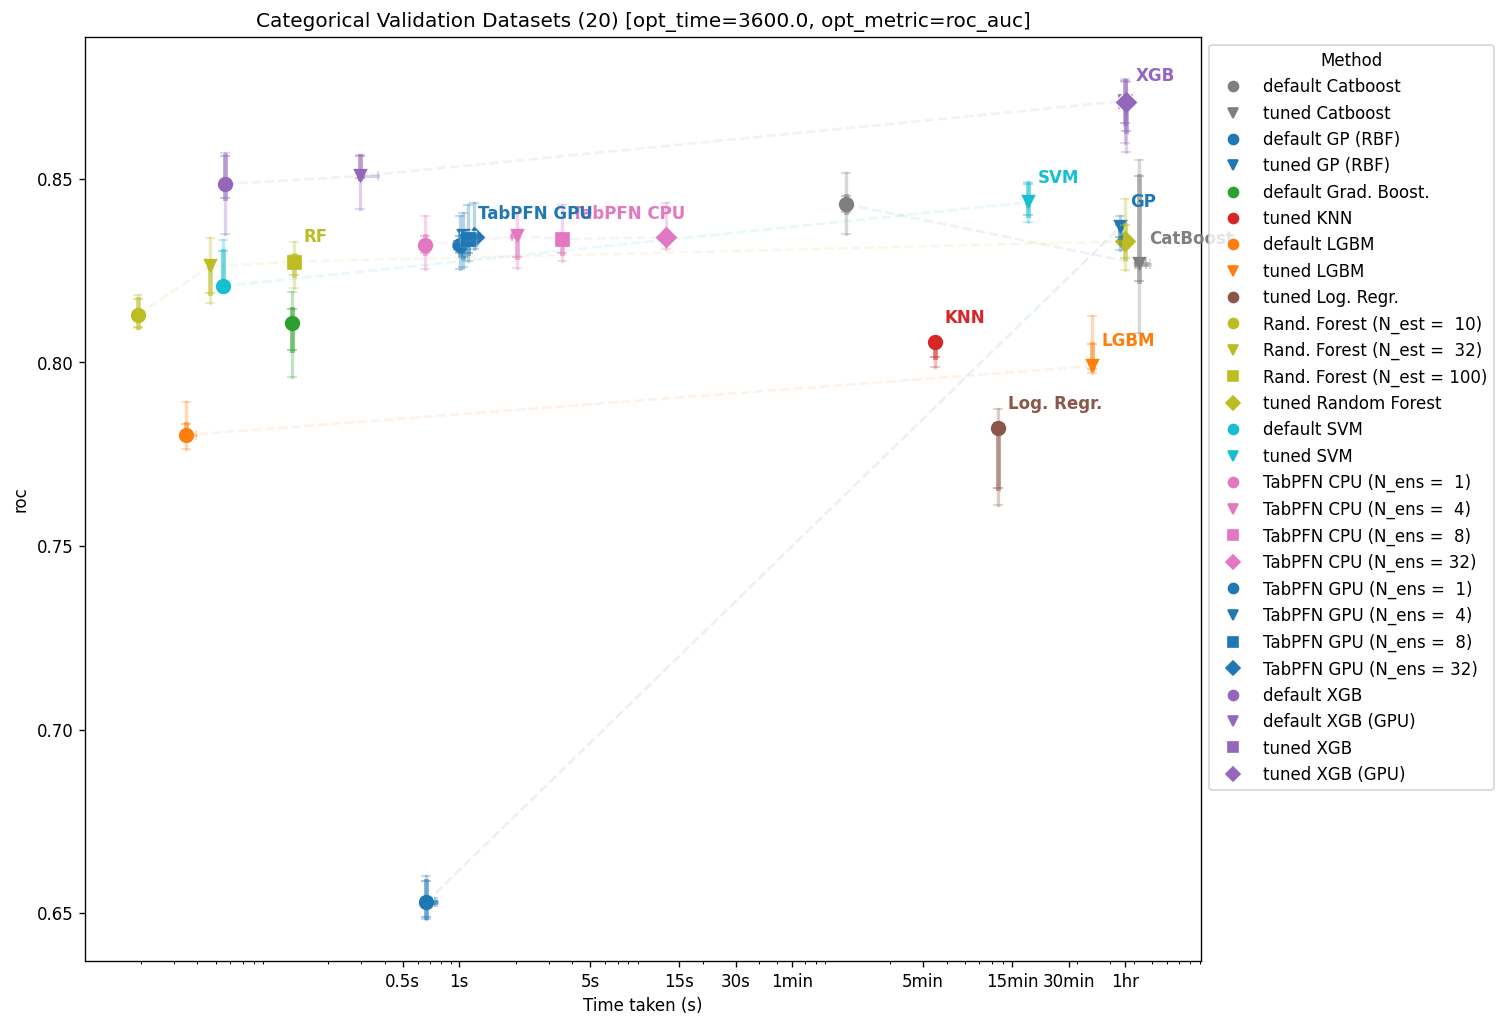 Categorical Validation Datasets (20) [opt_time=3600.0, opt_metric=roc_auc]
XGB
SVM
GP
TabPFN GPU
TabPFN CPU
RF
CatBoost
KNN
LGBM
Log. Regr.
0.85
0.80
0.75
0.70
0.65
roc
0.5s
1s
5s
15s
30s
1min
5min
15min
30min
1hr
Time taken (s)
Method
default Catboost
tuned Catboost
default GP (RBF)
tuned GP (RBF)
default Grad. Boost.
tuned KNN
default LGBM
tuned LGBM
tuned Log. Regr.
Rand. Forest (N_est =  10)
Rand. Forest (N_est =  32)
Rand. Forest (N_est = 100)
tuned Random Forest
default SVM
tuned SVM
TabPFN CPU (N_ens =  1)
TabPFN CPU (N_ens =  4)
TabPFN CPU (N_ens =  8)
TabPFN CPU (N_ens = 32)
TabPFN GPU (N_ens =  1)
TabPFN GPU (N_ens =  4)
TabPFN GPU (N_ens =  8)
TabPFN GPU (N_ens = 32)
default XGB
default XGB (GPU)
tuned XGB
tuned XGB (GPU)